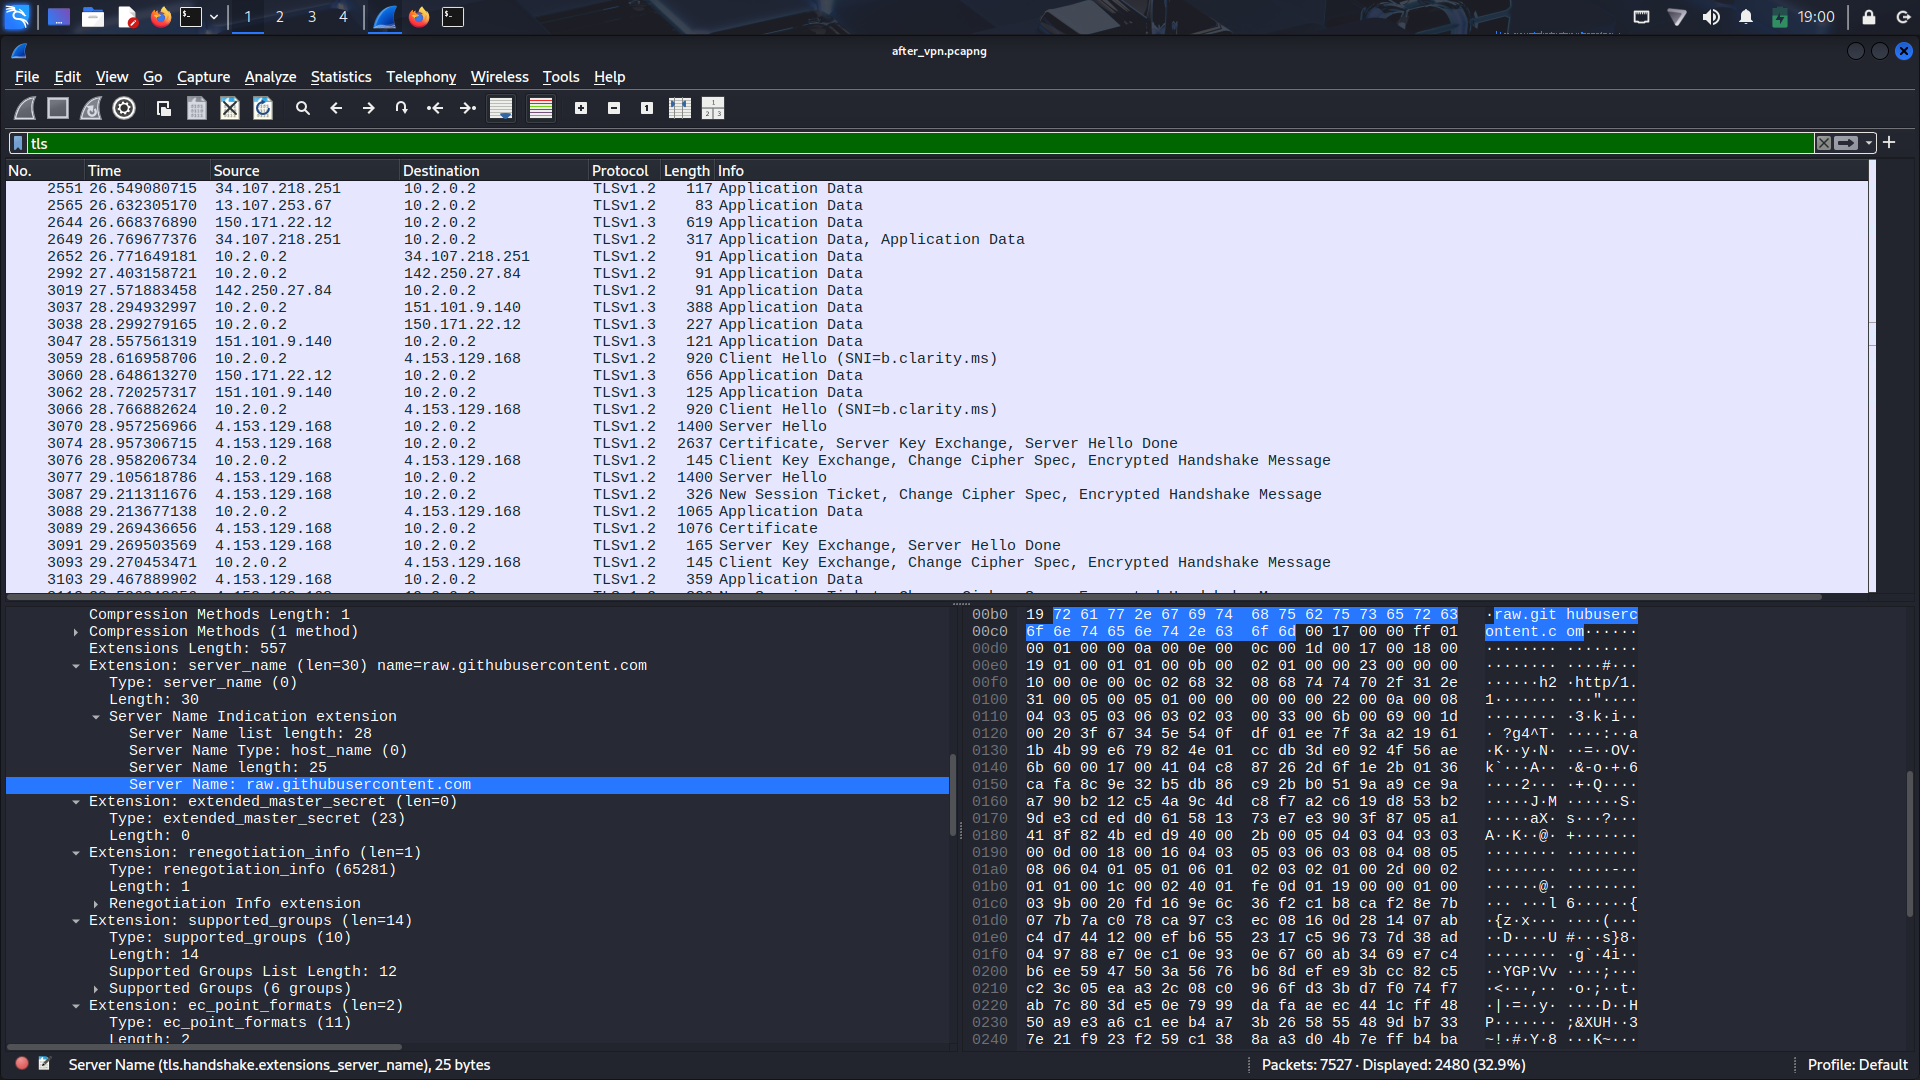 1 2 3 4 19:00
after_vpn.pcapng
File Edit View Go Capture Analyze Statistics Telephony Wireless Tools Help
tls
No. Time Source Destination Protocol Length Info
2551 26.549080715 34.107.218.251 10.2.0.2 TLSv1.2 117 Application Data
2565 26.632305170 13.107.253.67 10.2.0.2 TLSv1.2 83 Application Data
2644 26.668376890 150.171.22.12 10.2.0.2 TLSv1.3 619 Application Data
2649 26.769677376 34.107.218.251 10.2.0.2 TLSv1.2 317 Application Data, Application Data
2652 26.771649181 10.2.0.2 34.107.218.251 TLSv1.2 91 Application Data
2992 27.403158721 10.2.0.2 142.250.27.84 TLSv1.2 91 Application Data
3019 27.571883458 142.250.27.84 10.2.0.2 TLSv1.2 91 Application Data
3037 28.294932997 10.2.0.2 151.101.9.140 TLSv1.3 388 Application Data
3038 28.299279165 10.2.0.2 150.171.22.12 TLSv1.3 227 Application Data
3047 28.557561319 151.101.9.140 10.2.0.2 TLSv1.3 121 Application Data
3059 28.616958706 10.2.0.2 4.153.129.168 TLSv1.2 920 Client Hello (SNI=b.clarity.ms)
3060 28.648613270 150.171.22.12 10.2.0.2 TLSv1.3 656 Application Data
3062 28.720257317 151.101.9.140 10.2.0.2 TLSv1.3 125 Application Data
3066 28.766882624 10.2.0.2 4.153.129.168 TLSv1.2 920 Client Hello (SNI=b.clarity.ms)
3070 28.957256966 4.153.129.168 10.2.0.2 TLSv1.2 1400 Server Hello
3074 28.957306715 4.153.129.168 10.2.0.2 TLSv1.2 2637 Certificate, Server Key Exchange, Server Hello Done
3076 28.958206734 10.2.0.2 4.153.129.168 TLSv1.2 145 Client Key Exchange, Change Cipher Spec, Encrypted Handshake Message
3077 29.105618786 4.153.129.168 10.2.0.2 TLSv1.2 1400 Server Hello
3087 29.211311676 4.153.129.168 10.2.0.2 TLSv1.2 326 New Session Ticket, Change Cipher Spec, Encrypted Handshake Message
3088 29.213677138 10.2.0.2 4.153.129.168 TLSv1.2 1065 Application Data
3089 29.269436656 4.153.129.168 10.2.0.2 TLSv1.2 1076 Certificate
3091 29.269503569 4.153.129.168 10.2.0.2 TLSv1.2 165 Server Key Exchange, Server Hello Done
3093 29.270453471 10.2.0.2 4.153.129.168 TLSv1.2 145 Client Key Exchange, Change Cipher Spec, Encrypted Handshake Message
3103 29.467889902 4.153.129.168 10.2.0.2 TLSv1.2 359 Application Data
Compression Methods Length: 1
Compression Methods (1 method)
Extensions Length: 557
Extension: server_name (len=30) name=raw.githubusercontent.com
Type: server_name (0)
Length: 30
Server Name Indication extension
Server Name list length: 28
Server Name Type: host_name (0)
Server Name length: 25
Server Name: raw.githubusercontent.com
Extension: extended_master_secret (len=0)
Type: extended_master_secret (23)
Length: 0
Extension: renegotiation_info (len=1)
Type: renegotiation_info (65281)
Length: 1
Renegotiation Info extension
Extension: supported_groups (len=14)
Type: supported_groups (10)
Length: 14
Supported Groups List Length: 12
Supported Groups (6 groups)
Extension: ec_point_formats (len=2)
Type: ec_point_formats (11)
Length: 2
00b0 19 72 61 77 2e 67 69 74 68 75 62 75 73 65 72 63 ·raw.git hubuserc
00c0 6f 6e 74 65 6e 74 2e 63 6f 6d 00 17 00 00 ff 01 ontent.c om······
00d0 00 01 00 00 0a 00 0e 00 0c 00 1d 00 17 00 18 00 ········ ········
00e0 19 01 00 01 01 00 0b 00 02 01 00 00 23 00 00 00 ········ ····#···
00f0 10 00 0e 00 0c 02 68 32 08 68 74 74 70 2f 31 2e ······h2 ·http/1.
0100 31 00 05 00 05 01 00 00 00 00 00 22 00 0a 00 08 1······· ···"····
0110 04 03 05 03 06 03 02 03 00 33 00 6b 00 69 00 1d ········ ·3·k·i··
0120 00 20 3f 67 34 5e 54 0f df 01 ee 7f 3a a2 19 61 · ?g4^T· ····:··a
0130 1b 4b 99 e6 79 82 4e 01 cc db 3d e0 92 4f 56 ae ·K··y·N· ··=··OV·
0140 6b 60 00 17 00 41 04 c8 87 26 2d 6f 1e 2b 01 36 k`···A·· ·&-o·+·6
0150 ca fa 8c 9e 32 b5 db 86 c9 2b b0 51 9a a9 ce 9a ····2··· ·+·Q····
0160 a7 90 b2 12 c5 4a 9c 4d c8 f7 a2 c6 19 d8 53 b2 ·····J·M ······S·
0170 9d e3 cd ed d0 61 58 13 73 e7 e3 90 3f 87 05 a1 ·····aX· s···?···
0180 41 8f 82 4b ed d9 40 00 2b 00 05 04 03 04 03 03 A··K··@· +·······
0190 00 0d 00 18 00 16 04 03 05 03 06 03 08 04 08 05 ········ ········
01a0 08 06 04 01 05 01 06 01 02 03 02 01 00 2d 00 02 ········ ·····-··
01b0 01 01 00 1c 00 02 40 01 fe 0d 01 19 00 00 01 00 ······@· ········
01c0 03 9b 00 20 fd 16 9e 6c 36 f2 c1 b8 ca f2 8e 7b ··· ···l 6······{
01d0 07 7b 7a c0 78 ca 97 c3 ec 08 16 0d 28 14 07 ab ·{z·x··· ····(···
01e0 c4 d7 44 12 00 ef b6 55 23 17 c5 96 73 7d 38 ad ··D····U #···s}8·
01f0 04 97 88 e7 0e c1 0e 93 0e 67 60 ab 34 69 e7 c4 ········ ·g`·4i··
0200 b6 ee 59 47 50 3a 56 76 b6 8d ef e9 3b cc 82 c5 ··YGP:Vv ····;···
0210 c2 3c 05 ea a3 2c 08 c0 96 6f d3 3b d7 f0 74 f7 ·<···,·· ·o·;··t·
0220 ab 7c 80 3d e5 0e 79 99 da fa ae ec 44 1c ff 48 ·|·=··y· ····D··H
0230 50 a9 e3 a6 c1 ee b4 a7 3b 26 58 55 48 9d b7 33 P······· ;&XUH··3
0240 7e 21 f9 23 f2 59 c1 38 8a a3 d0 4b 7e ff b4 ba ~!·#·Y·8 ···K~···
Server Name (tls.handshake.extensions_server_name), 25 bytes
Packets: 7527 · Displayed: 2480 (32.9%)
Profile: Default